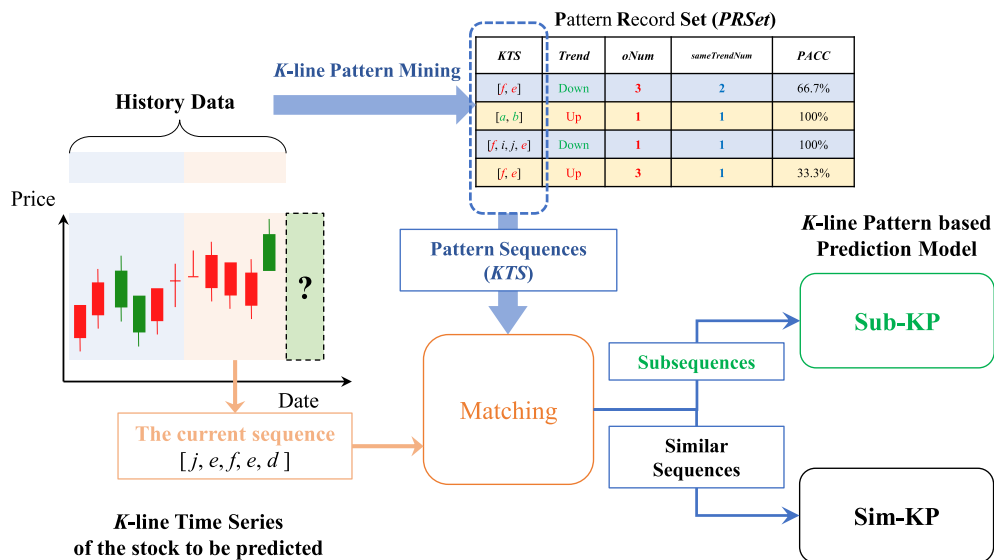 Pattern Record Set (PRSet)
KTS Trend oNum sameTrendNum PACC
[f, e] Down 3 2 66.7%
[a, b] Up 1 1 100%
[f, i, j, e] Down 1 1 100%
[f, e] Up 3 1 33.3%
K-line Pattern Mining
History Data
Price
?
Date
Pattern Sequences
(KTS)
The current sequence
[ j, e, f, e, d ]
Matching
Subsequences
Similar
Sequences
K-line Pattern based
Prediction Model
Sub-KP
Sim-KP
K-line Time Series
of the stock to be predicted